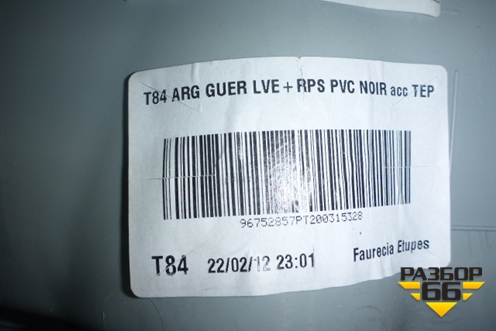 T84 ARG GUER LVE + RPS PVC NOIR acc TEP
96752857PT200315328
T84 22/02/12 23:01 Faurecia Etupes
РАЗБОР
66